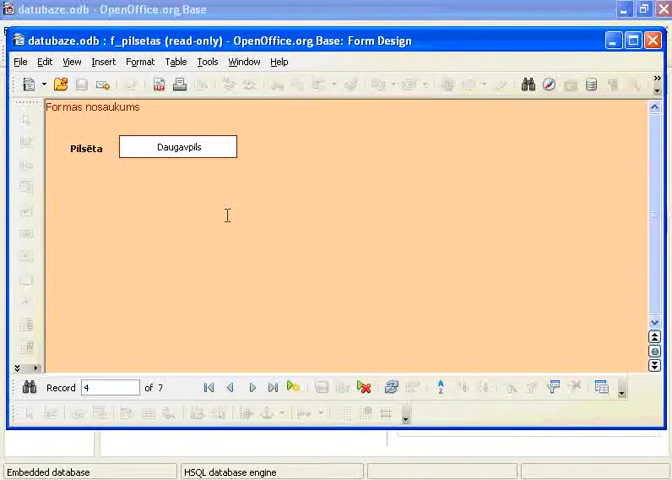 datubaze.odb - OpenOffice.org Base
datubaze.odb : f_pilsetas (read-only) - OpenOffice.org Base: Form Design
File Edit View Insert Format Table Tools Window Help
Formas nosaukums
Pilsēta Daugavpils
Record 4 of 7
Embedded database HSQL database engine